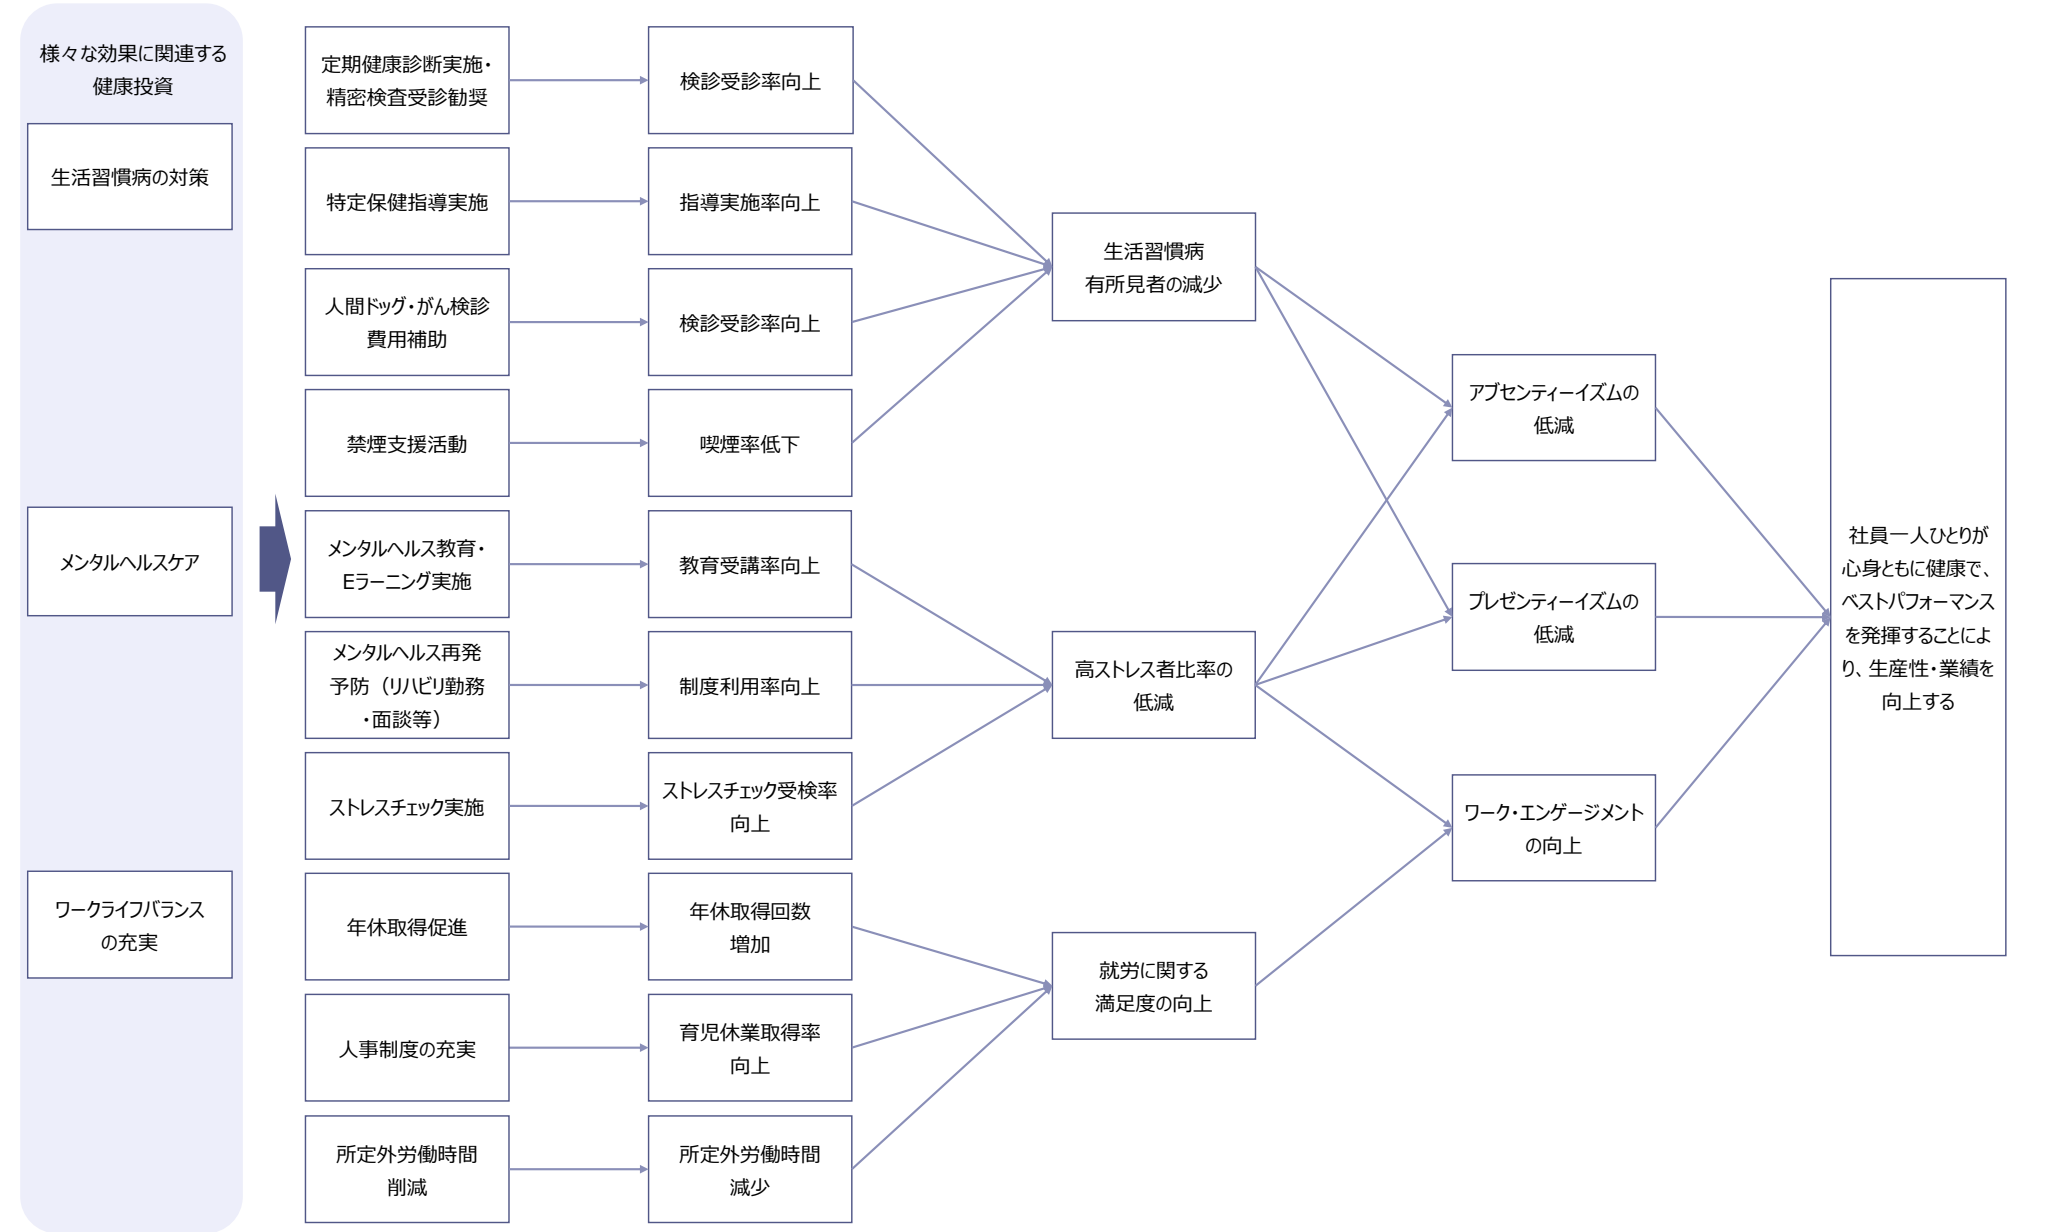 様々な効果に関連する
健康投資
生活習慣病の対策
メンタルヘルスケア
ワークライフバランス
の充実
定期健康診断実施・
精密検査受診勧奨
特定保健指導実施
人間ドッグ・がん検診
費用補助
禁煙支援活動
メンタルヘルス教育・
Eラーニング実施
メンタルヘルス再発
予防（リハビリ勤務
・面談等）
ストレスチェック実施
年休取得促進
人事制度の充実
所定外労働時間
削減
検診受診率向上
指導実施率向上
検診受診率向上
喫煙率低下
教育受講率向上
制度利用率向上
ストレスチェック受検率
向上
年休取得回数
増加
育児休業取得率
向上
所定外労働時間
減少
生活習慣病
有所見者の減少
高ストレス者比率の
低減
就労に関する
満足度の向上
アブセンティーイズムの
低減
プレゼンティーイズムの
低減
ワーク・エンゲージメント
の向上
社員一人ひとりが
心身ともに健康で、
ベストパフォーマンス
を発揮することによ
り、生産性・業績を
向上する